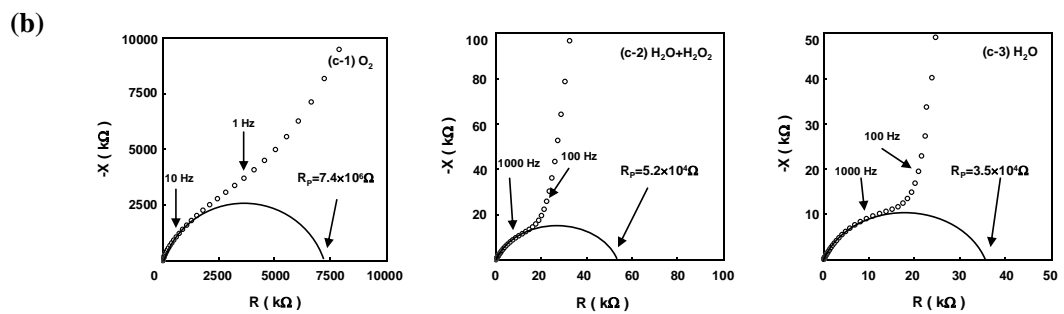 (b)
(c-1) O₂
-X ( kΩ )
10000
7500
5000
2500
0
1 Hz
10 Hz
R_P=7.4×10⁶Ω
0 2500 5000 7500 10000
R ( kΩ )
(c-2) H₂O+H₂O₂
-X ( kΩ )
100
80
60
40
20
0
1000 Hz
100 Hz
R_P=5.2×10⁴Ω
0 20 40 60 80 100
R ( kΩ )
(c-3) H₂O
-X ( kΩ )
50
40
30
20
10
0
100 Hz
1000 Hz
R_P=3.5×10⁴Ω
0 10 20 30 40 50
R ( kΩ )